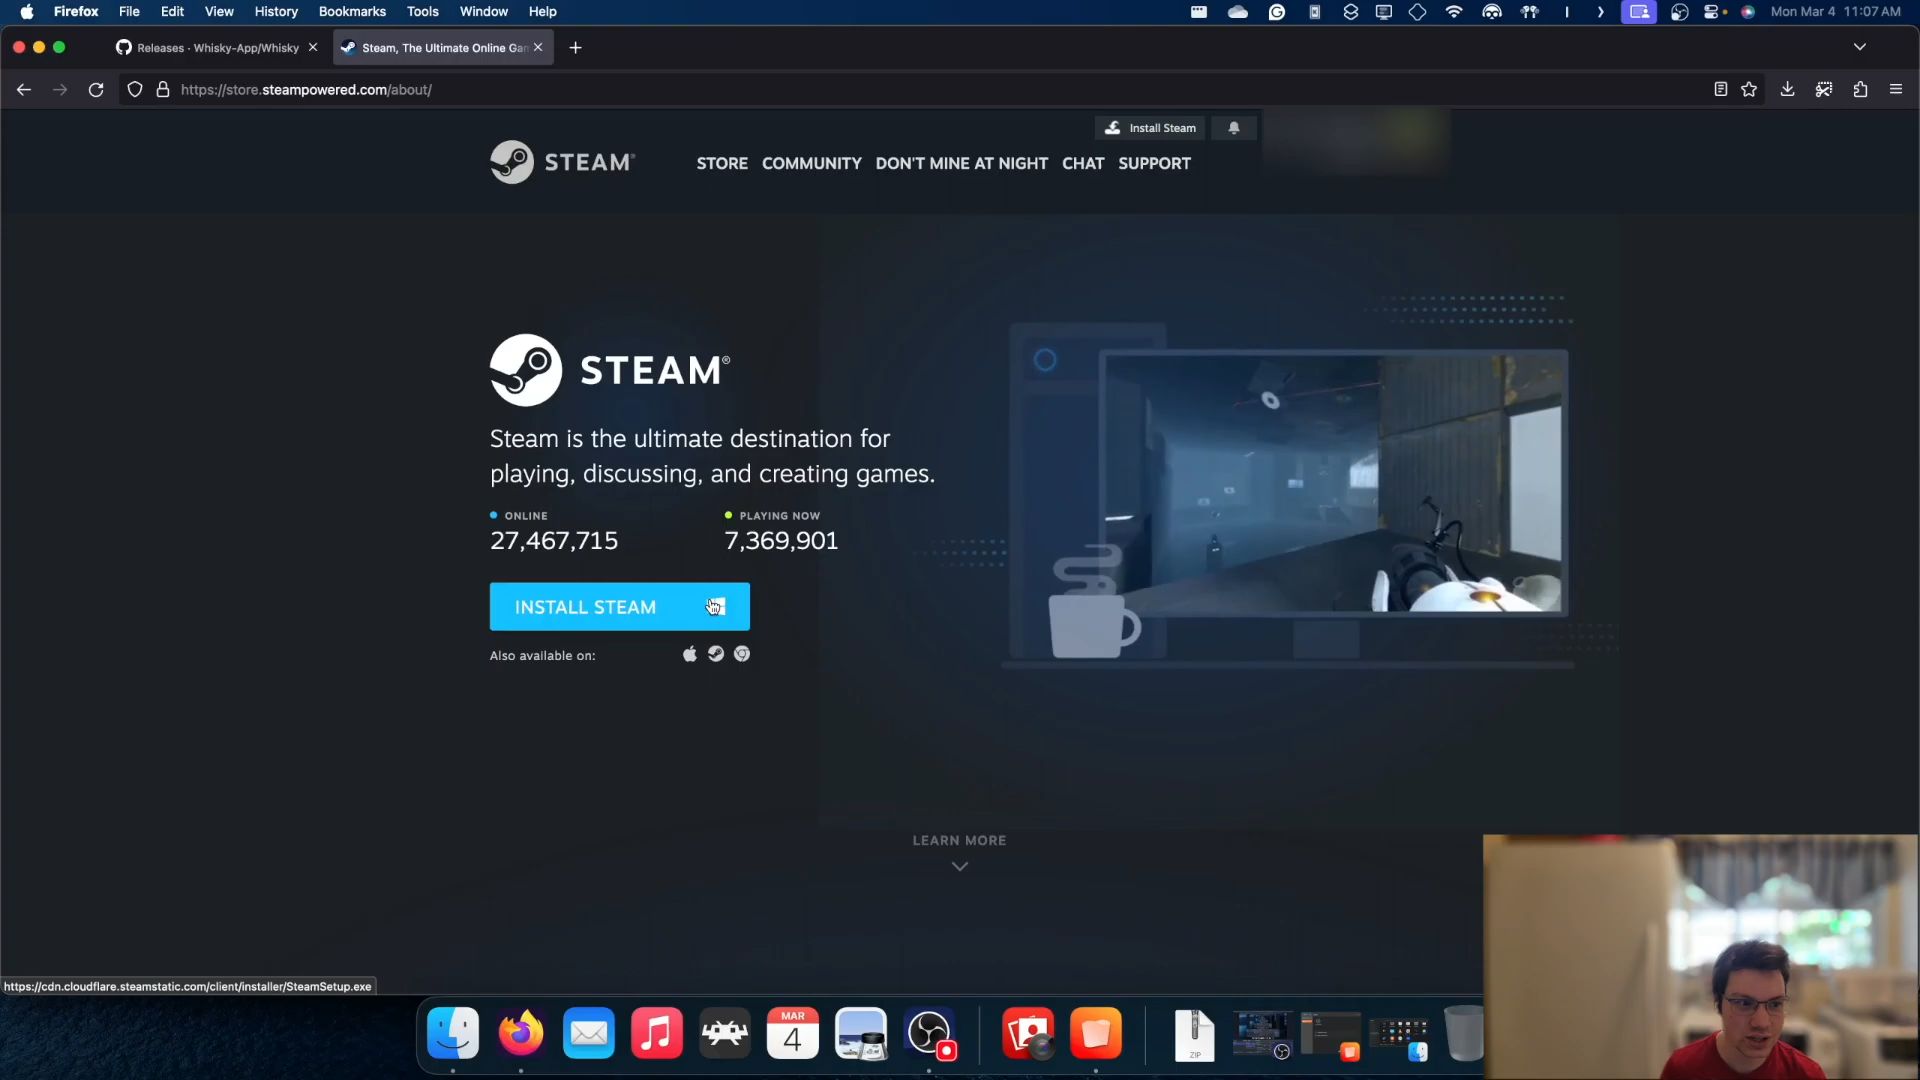 Firefox File Edit View History Bookmarks Tools Window Help Mon Mar 4 11:07 AM
Releases · Whisky-App/Whisky Steam, The Ultimate Online Gam
https://store.steampowered.com/about/
Install Steam
STEAM® STORE COMMUNITY DON'T MINE AT NIGHT CHAT SUPPORT
STEAM®
Steam is the ultimate destination for
playing, discussing, and creating games.
ONLINE PLAYING NOW
27,467,715 7,369,901
INSTALL STEAM
Also available on:
LEARN MORE
https://cdn.cloudflare.steamstatic.com/client/installer/SteamSetup.exe
MAR
4
ZIP